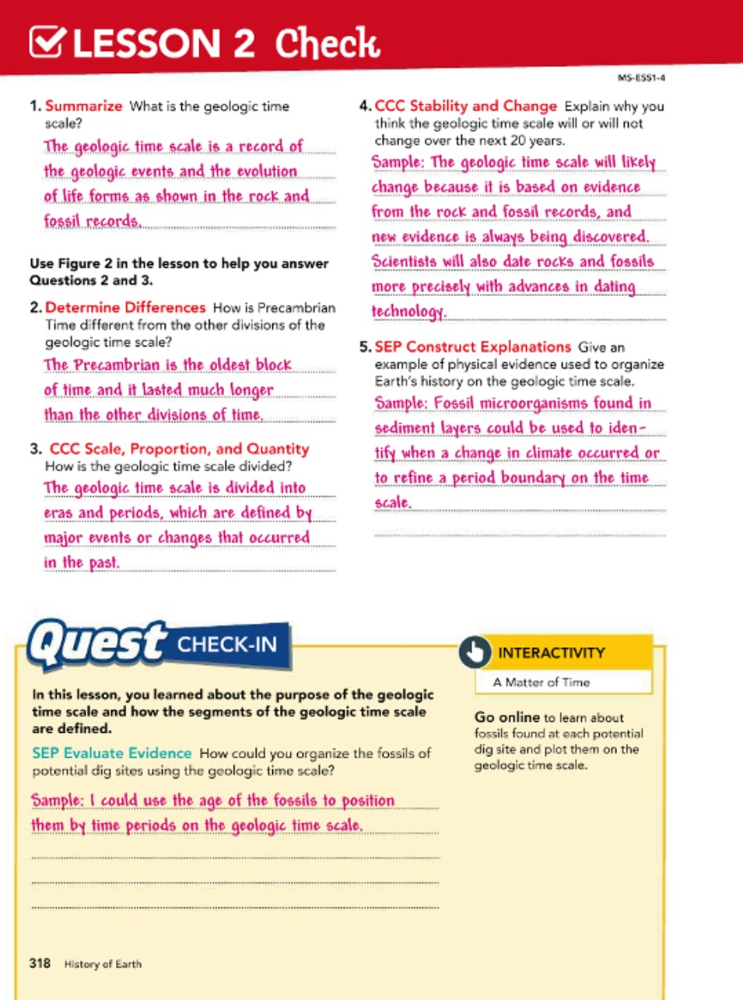 LESSON 2 Check
MS-ESS1-4
1. Summarize What is the geologic time
scale?
The geologic time scale is a record of
the geologic events and the evolution
of life forms as shown in the rock and
fossil records.
Use Figure 2 in the lesson to help you answer
Questions 2 and 3.
2. Determine Differences How is Precambrian
Time different from the other divisions of the
geologic time scale?
The Precambrian is the oldest block
of time and it lasted much longer
than the other divisions of time.
3. CCC Scale, Proportion, and Quantity
How is the geologic time scale divided?
The geologic time scale is divided into
eras and periods, which are defined by
major events or changes that occurred
in the past.
4. CCC Stability and Change Explain why you
think the geologic time scale will or will not
change over the next 20 years.
Sample: The geologic time scale will likely
change because it is based on evidence
from the rock and fossil records, and
new evidence is always being discovered.
Scientists will also date rocks and fossils
more precisely with advances in dating
technology.
5. SEP Construct Explanations Give an
example of physical evidence used to organize
Earth's history on the geologic time scale.
Sample: Fossil microorganisms found in
sediment layers could be used to iden-
tify when a change in climate occurred or
to refine a period boundary on the time
scale.
Quest CHECK-IN
In this lesson, you learned about the purpose of the geologic
time scale and how the segments of the geologic time scale
are defined.
SEP Evaluate Evidence How could you organize the fossils of
potential dig sites using the geologic time scale?
Sample: I could use the age of the fossils to position
them by time periods on the geologic time scale.
INTERACTIVITY
A Matter of Time
Go online to learn about
fossils found at each potential
dig site and plot them on the
geologic time scale.
318 History of Earth